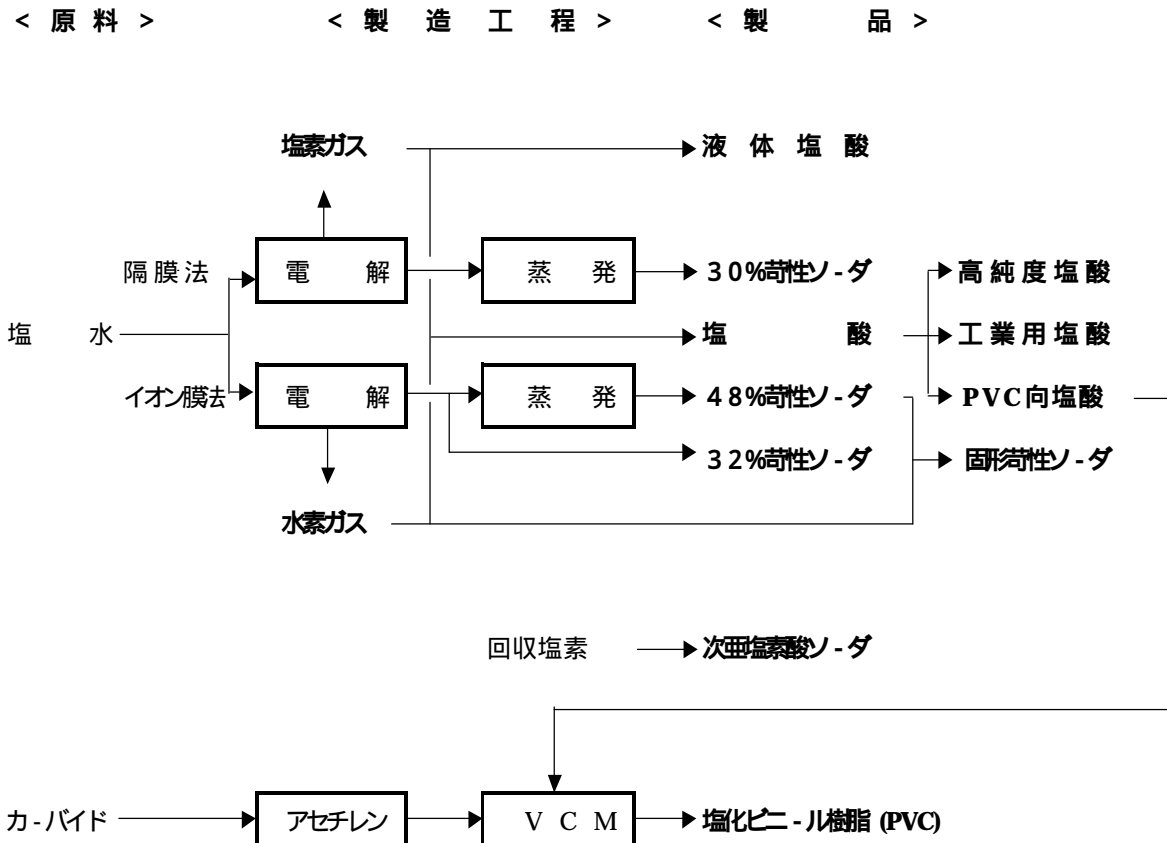 < 原 料 > < 製 造 工 程 > < 製 品 >
塩素ガス 液 体 塩 酸
隔膜法 電 解 蒸 発 30%苛性ソ-ダ 高純度塩酸
塩 水 塩 酸 工業用塩酸
イオン膜法 電 解 蒸 発 48%苛性ソ-ダ PVC向塩酸
32%苛性ソ-ダ 固形苛性ソ-ダ
水素ガス
回収塩素 次亜塩素酸ソ-ダ
カ-バイド アセチレン V C M 塩化ビニ-ル樹脂 (PVC)